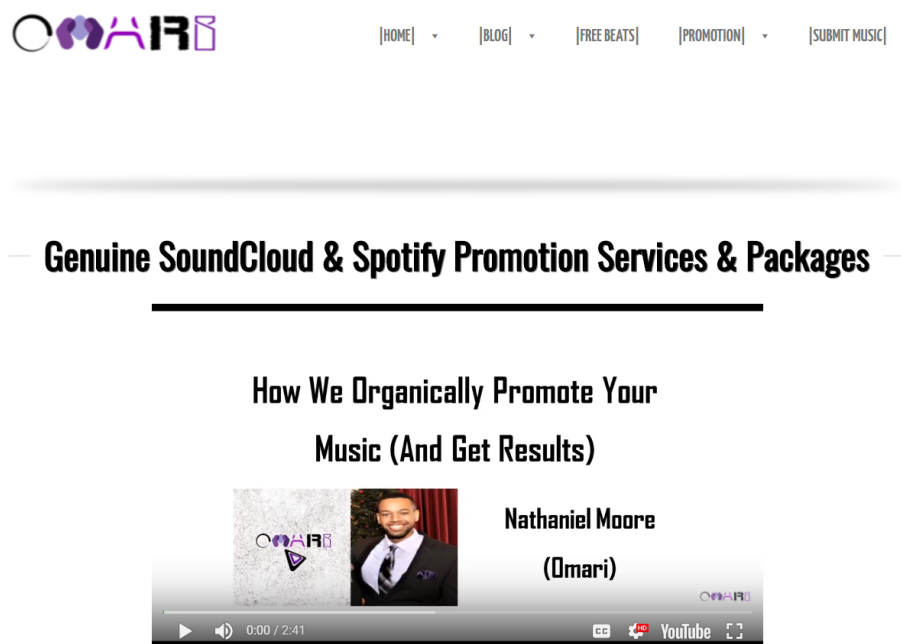 OMARI
|HOME| |BLOG| |FREE BEATS| |PROMOTION| |SUBMIT MUSIC|
Genuine SoundCloud & Spotify Promotion Services & Packages
How We Organically Promote Your
Music (And Get Results)
OMARI
Nathaniel Moore
(Omari)
OMARI
0:00 / 2:41
CC
HD
YouTube